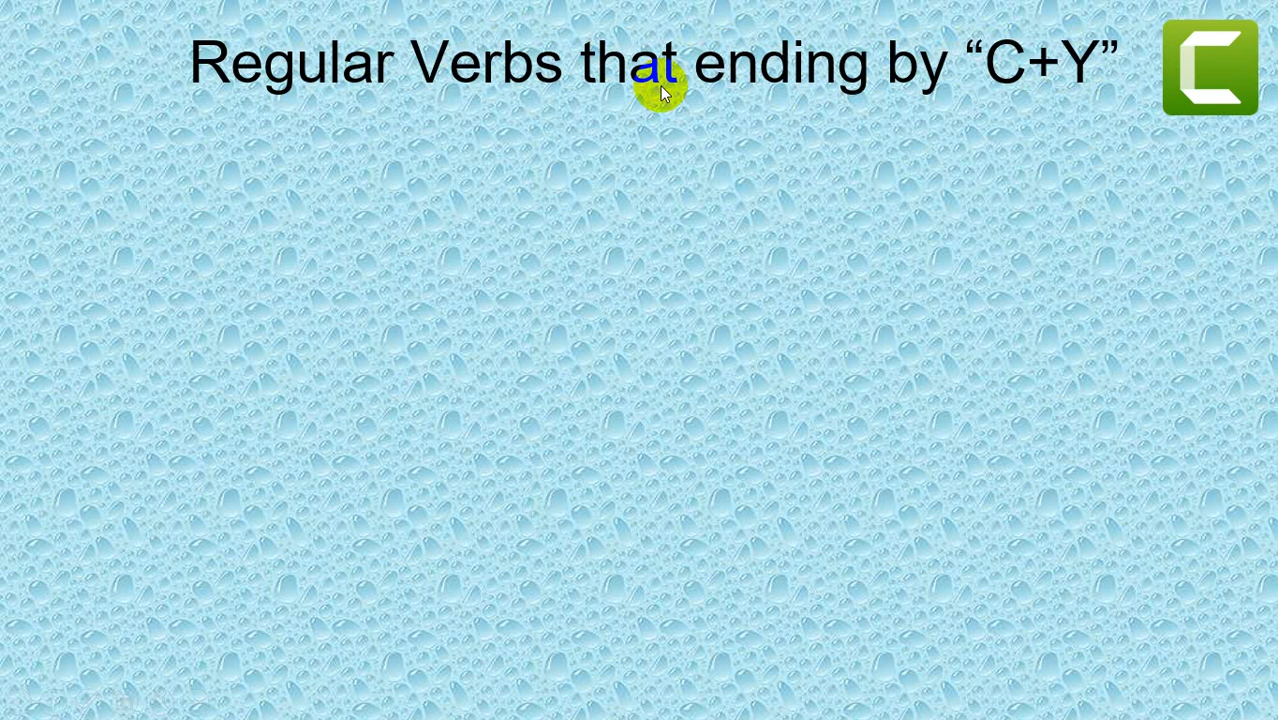 Regular Verbs that ending by “C+Y”